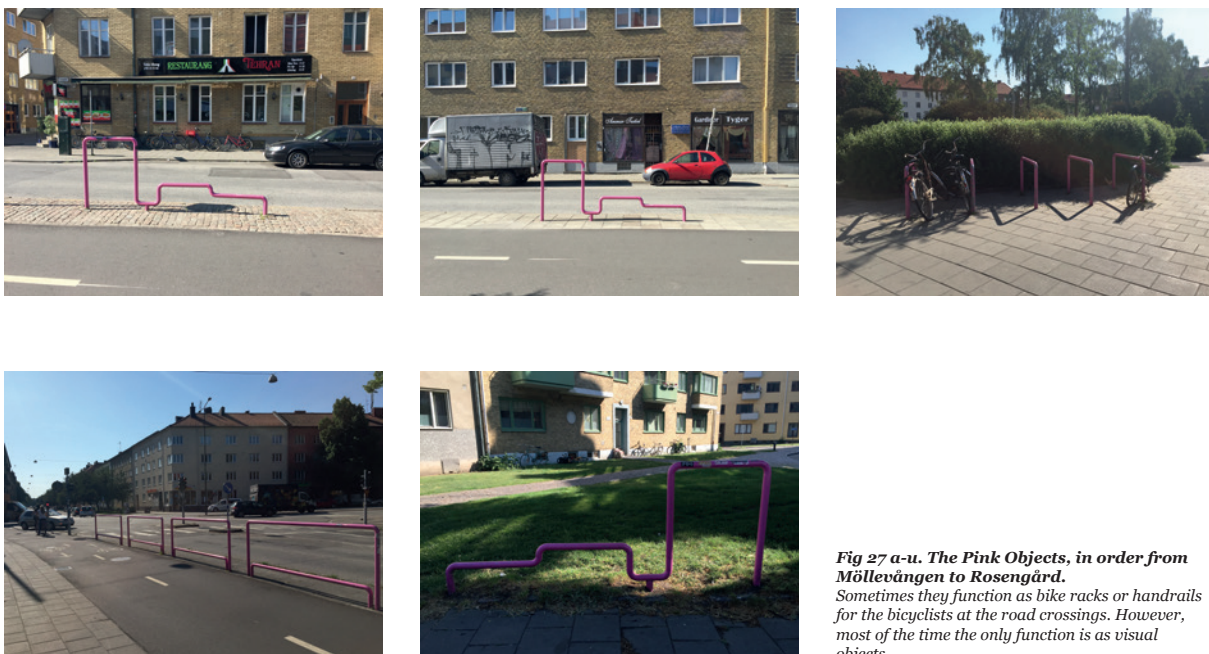 RESTAURANG TEHRAN
Tyger
Fig 27 a-u. The Pink Objects, in order from
Möllevången to Rosengård.
Sometimes they function as bike racks or handrails
for the bicyclists at the road crossings. However,
most of the time the only function is as visual
objects.